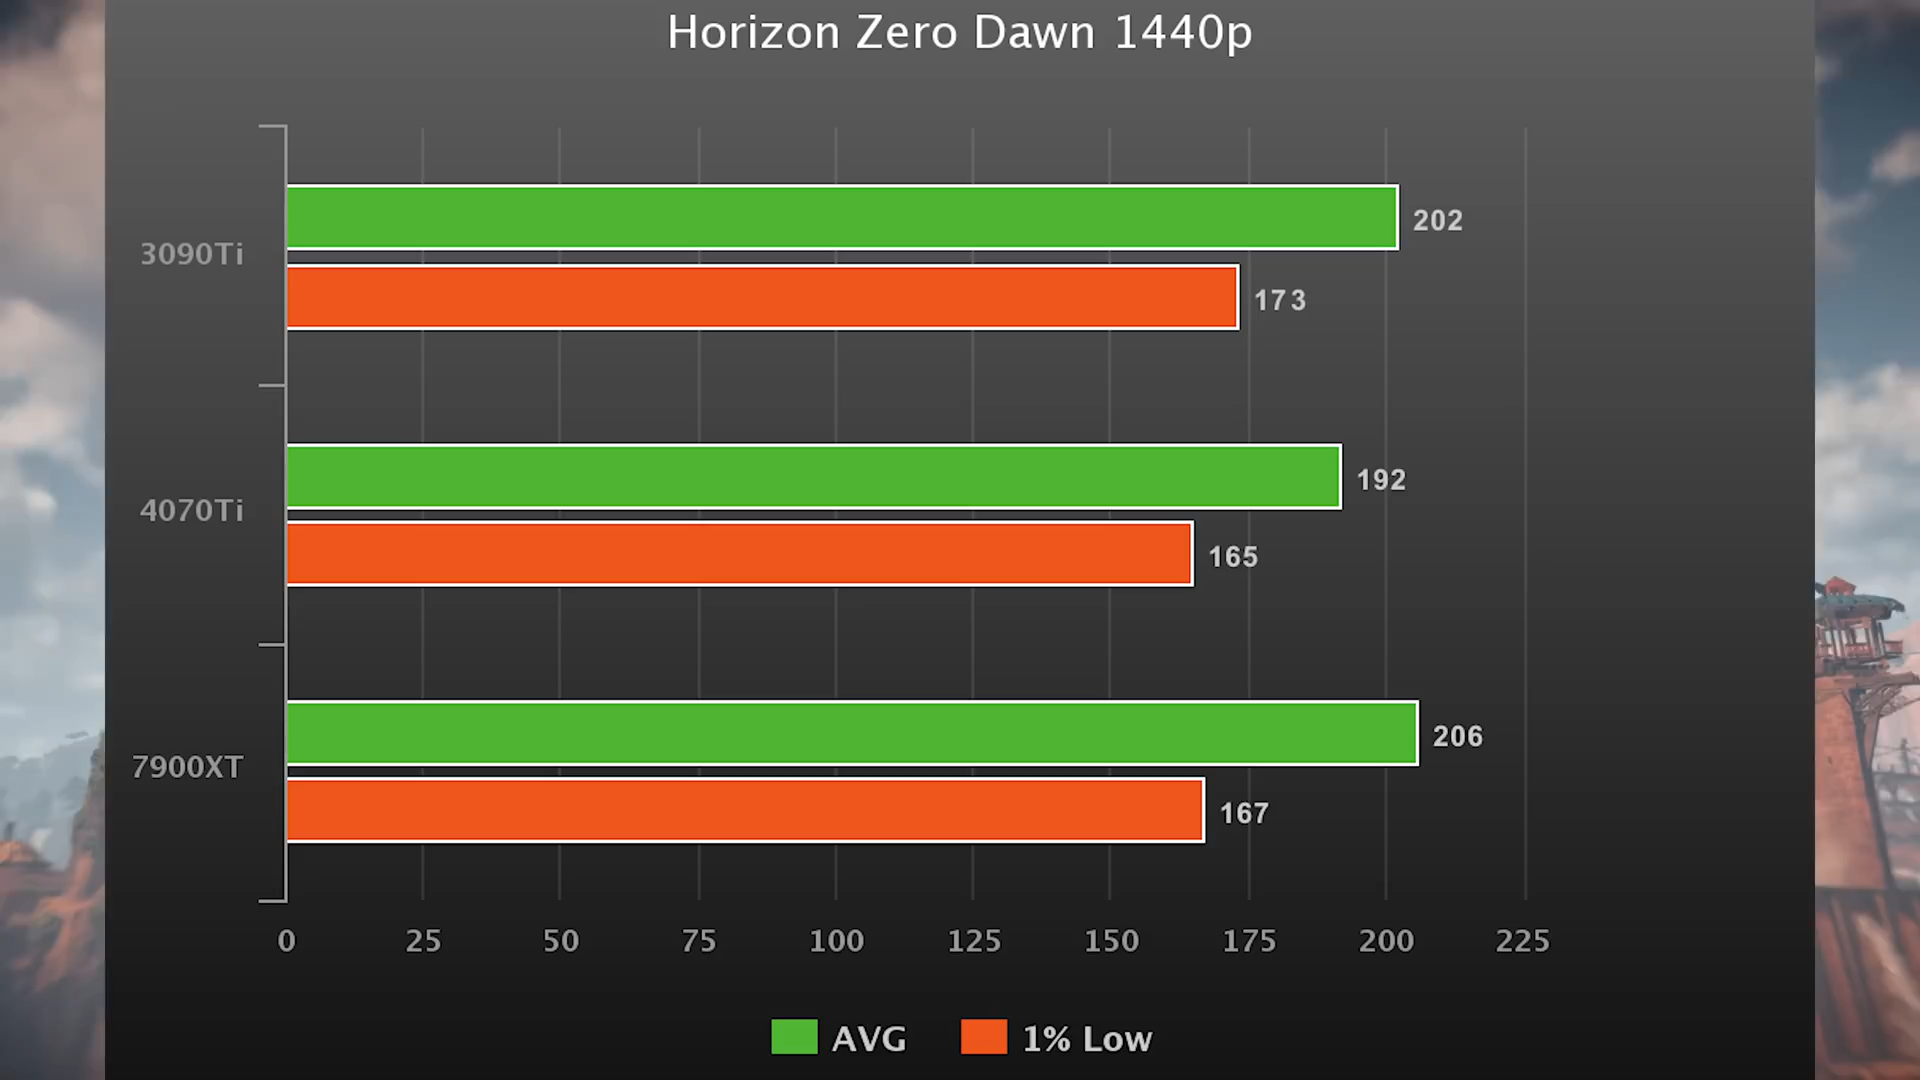 Horizon Zero Dawn 1440p
3090Ti
202
173
4070Ti
192
165
7900XT
206
167
0 25 50 75 100 125 150 175 200 225
AVG 1% Low